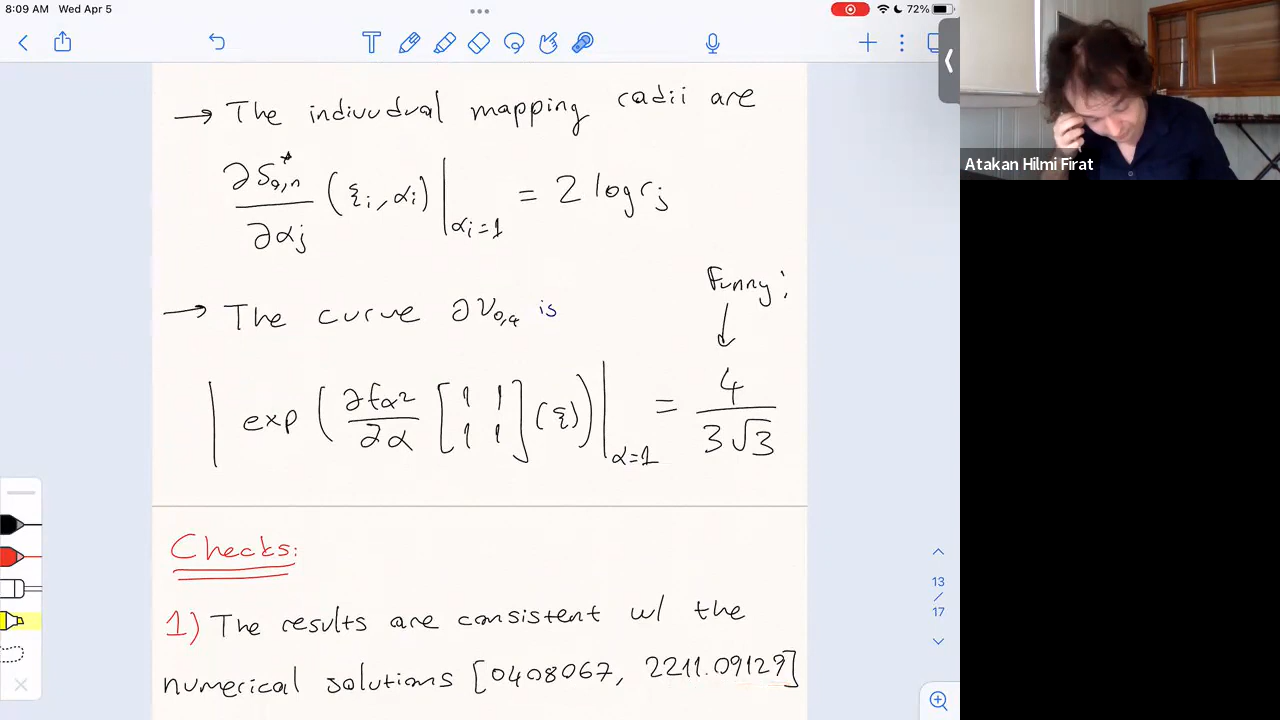 8:09 AM Wed Apr 5
72%
→ The indivudual mapping radii are
∂S*₀,ₙ/∂αⱼ (ξᵢ, αᵢ) |αᵢ=1 = 2 log rⱼ
Funny:
→ The curve ∂V₀,₄ is
| exp ( ∂fα²/∂α [ 1 1 / 1 1 ] (ξ) ) |α=1 = 4/(3√3)
Checks:
1) The results are consistent w/ the
numerical solutions [0408067, 2211.09129]
13
/
17
Atakan Hilmi Firat